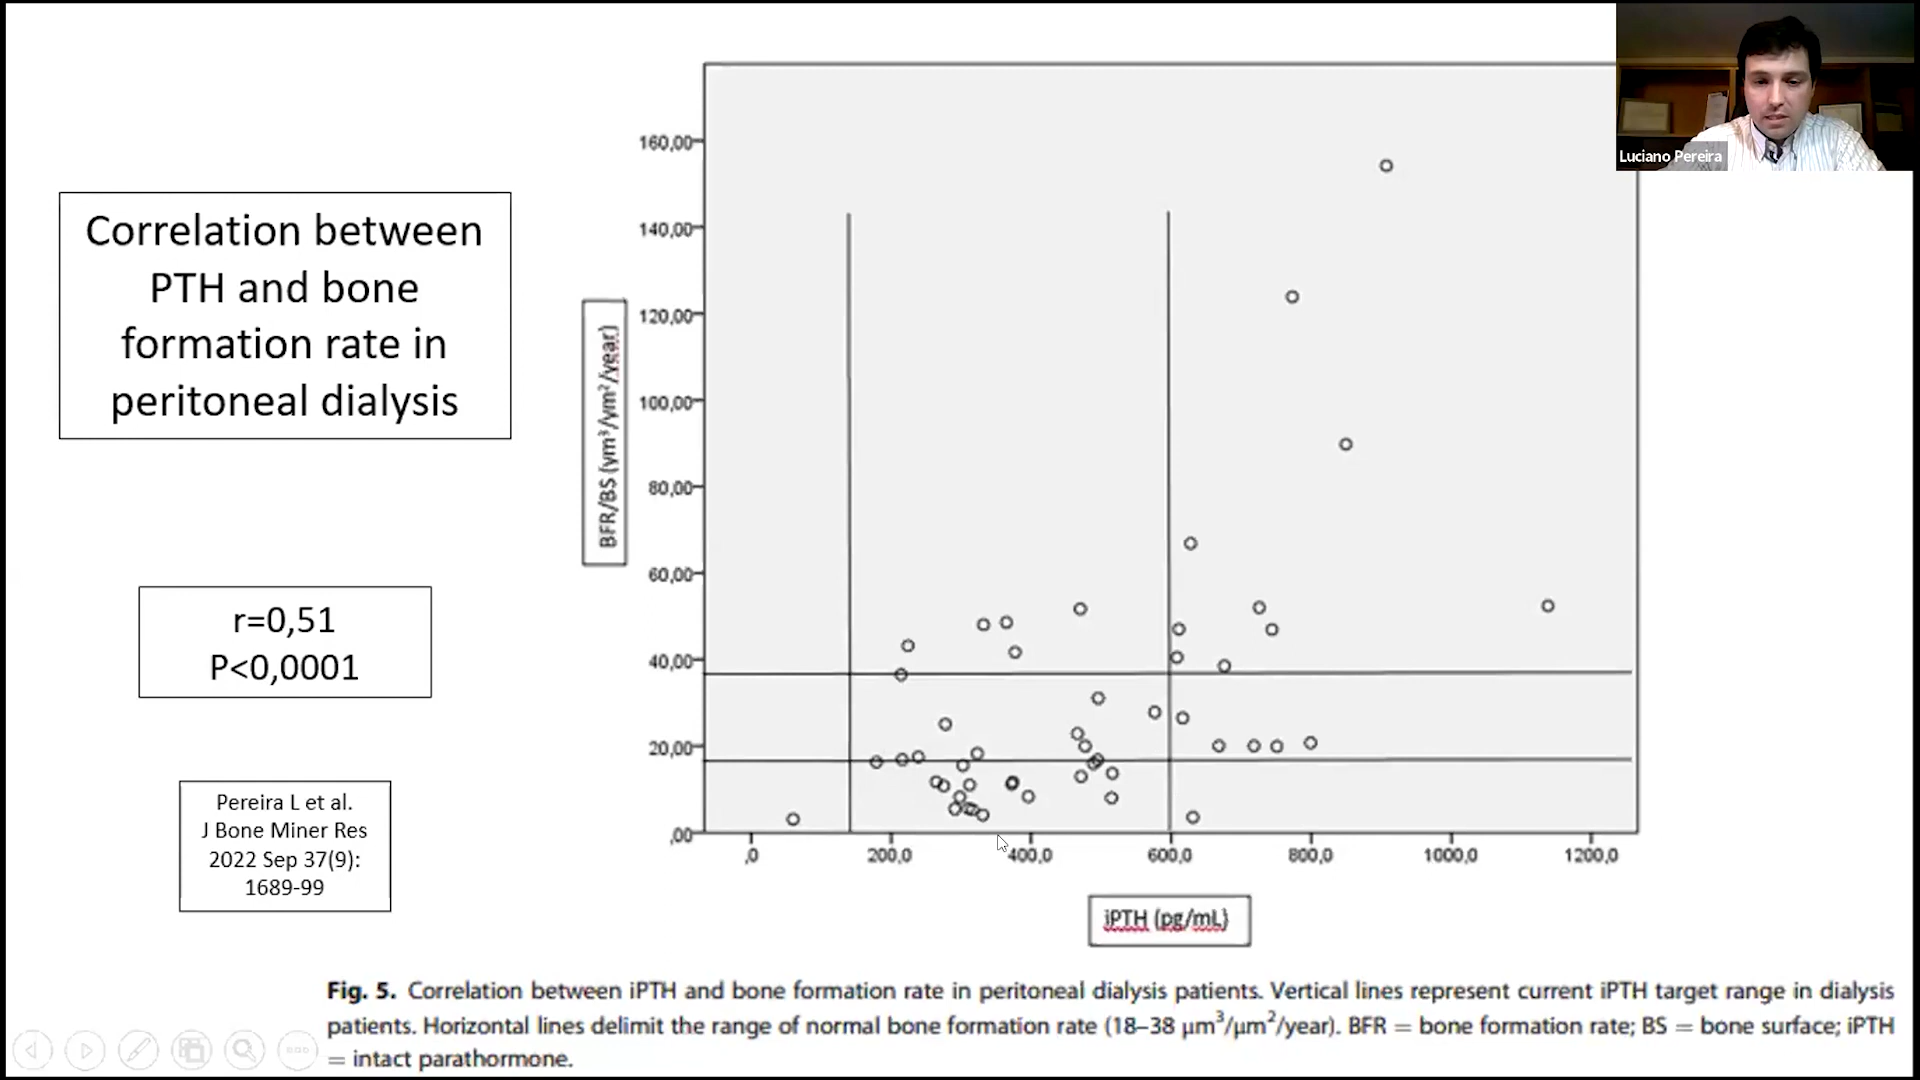 Luciano Pereira
Correlation between
PTH and bone
formation rate in
peritoneal dialysis
r=0,51
P<0,0001
Pereira L et al.
J Bone Miner Res
2022 Sep 37(9):
1689-99
BFR/BS (ym³/ym²/year)
160,00
140,00
120,00
100,00
80,00
60,00
40,00
20,00
,00
,0
200,0
400,0
600,0
800,0
1000,0
1200,0
iPTH (pg/mL)
Fig. 5. Correlation between iPTH and bone formation rate in peritoneal dialysis patients. Vertical lines represent current iPTH target range in dialysis
patients. Horizontal lines delimit the range of normal bone formation rate (18–38 μm³/μm²/year). BFR = bone formation rate; BS = bone surface; iPTH
= intact parathormone.